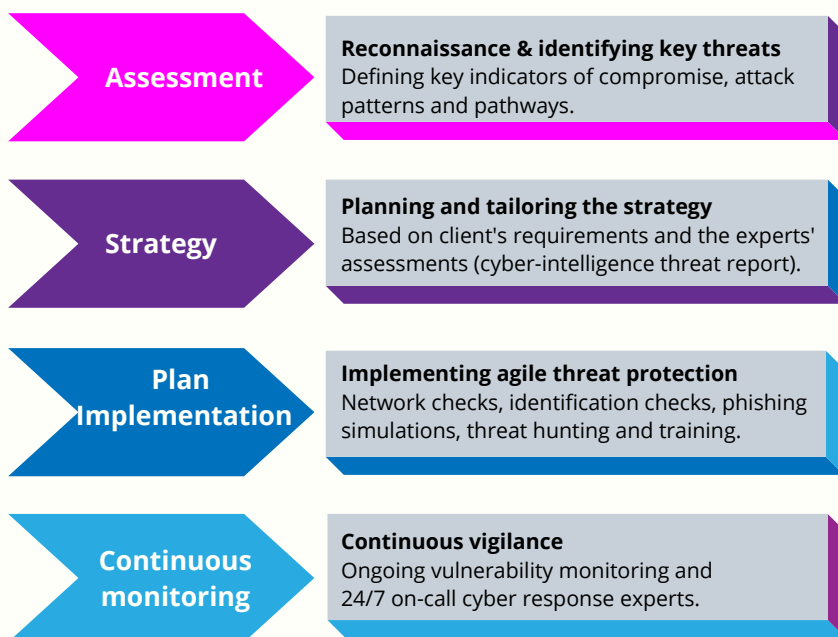 Assessment
Reconnaissance & identifying key threats
Defining key indicators of compromise, attack
patterns and pathways.
Strategy
Planning and tailoring the strategy
Based on client's requirements and the experts'
assessments (cyber-intelligence threat report).
Plan
Implementation
Implementing agile threat protection
Network checks, identification checks, phishing
simulations, threat hunting and training.
Continuous
monitoring
Continuous vigilance
Ongoing vulnerability monitoring and
24/7 on-call cyber response experts.